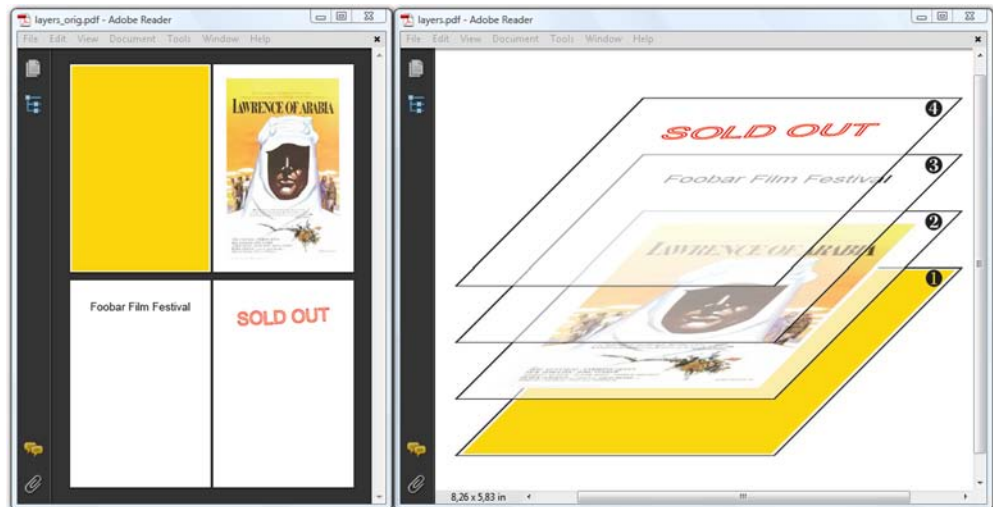 layers_orig.pdf - Adobe Reader
File Edit View Document Tools Window Help
LAWRENCE OF ARABIA
Foobar Film Festival
SOLD OUT
layers.pdf - Adobe Reader
File Edit View Document Tools Window Help
4
SOLD OUT
3
Foobar Film Festival
2
LAWRENCE OF ARABIA
1
8,26 x 5,83 in